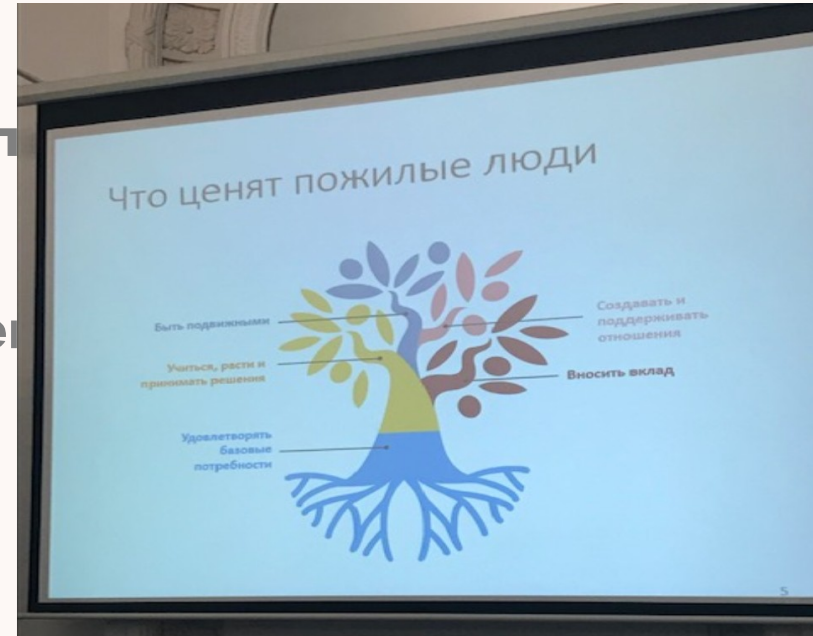 Что ценят пожилые люди
Быть подвижными
Учиться, расти и
принимать решения
Удовлетворять
базовые
потребности
Создавать и
поддерживать
отношения
Вносить вклад
5